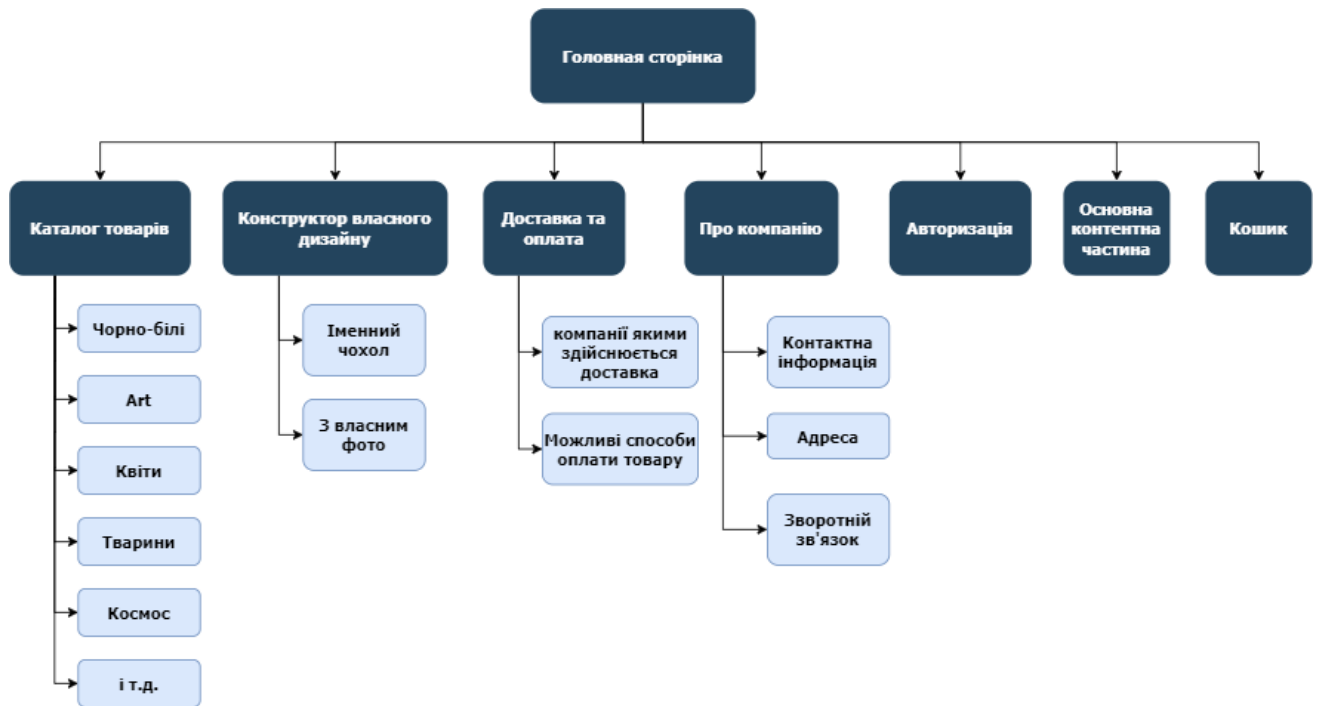 Головная сторінка
Каталог товарів
Конструктор власного
дизайну
Доставка та
оплата
Про компанію
Авторизація
Основна
контентна
частина
Кошик
Чорно-білі
Art
Квіти
Тварини
Космос
і т.д.
Іменний
чохол
З власним
фото
компанії якими
здійснюється
доставка
Можливі способи
оплати товару
Контактна
інформація
Адреса
Зворотній
зв'язок